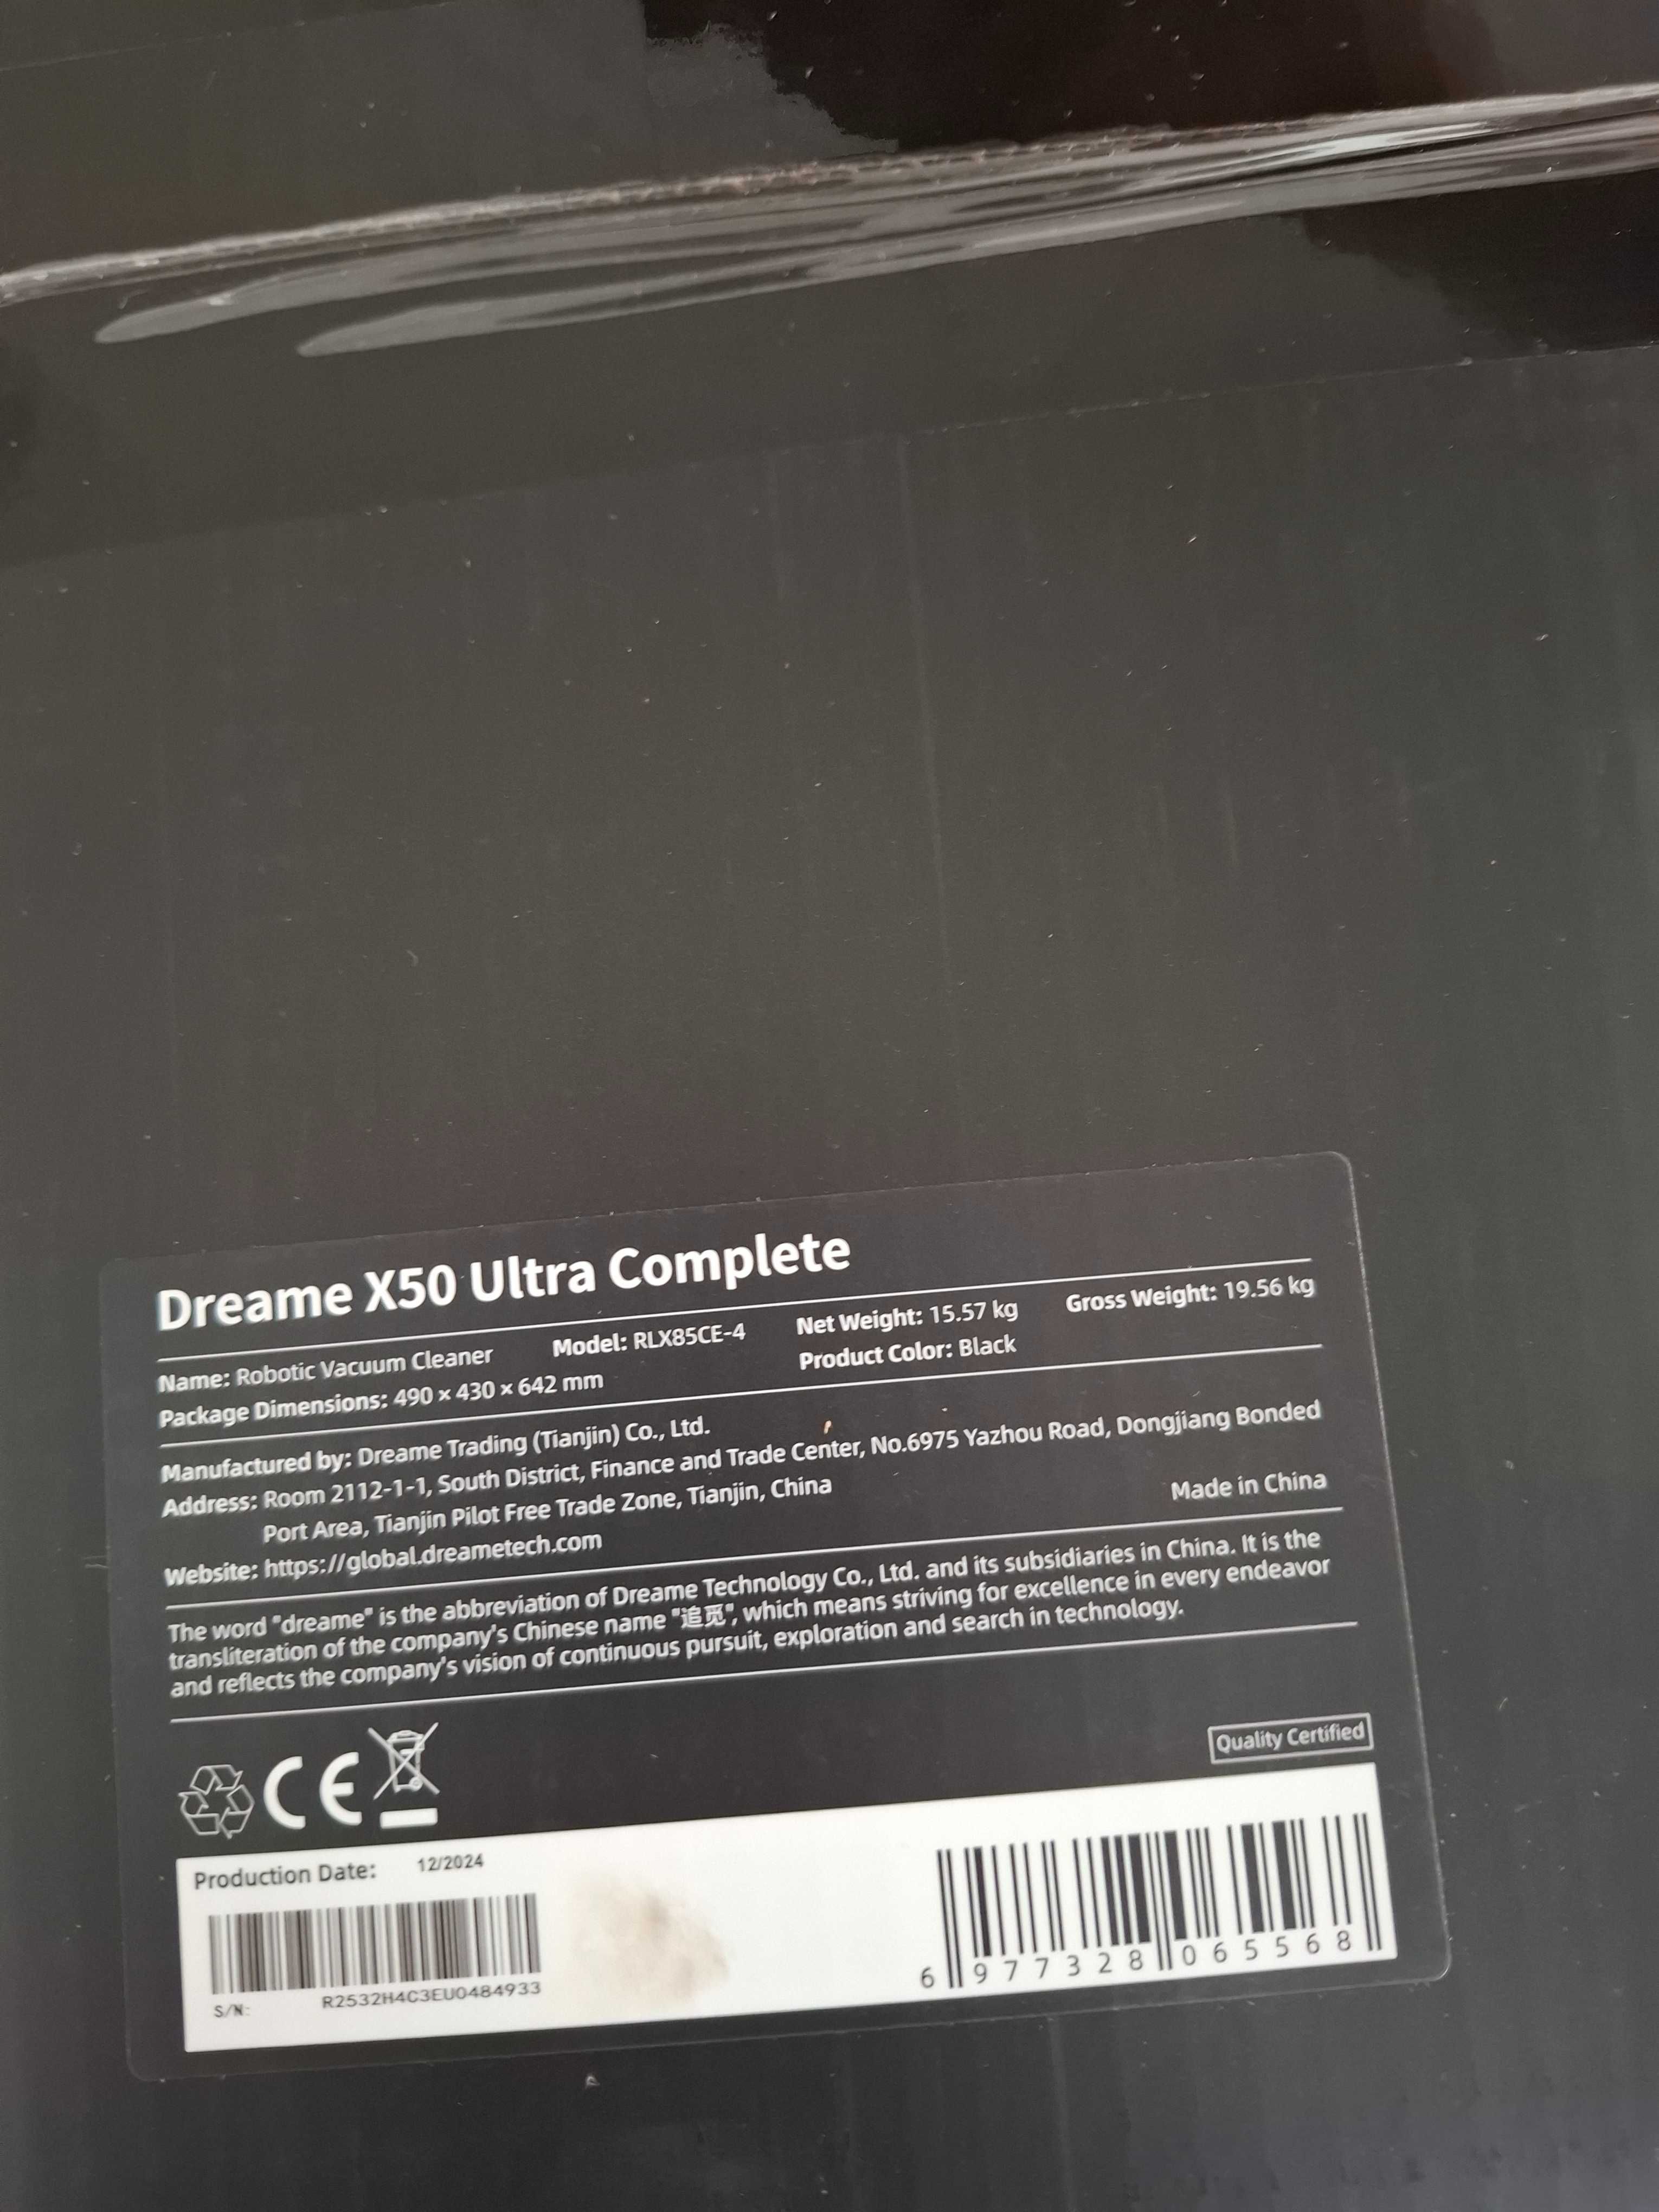 Dreame X50 Ultra Complete
Name: Robotic Vacuum Cleaner Model: RLX85CE-4 Net Weight: 15.57 kg Gross Weight: 19.56 kg
Package Dimensions: 490 × 430 × 642 mm Product Color: Black
Manufactured by: Dreame Trading (Tianjin) Co., Ltd.
Address: Room 2112-1-1, South District, Finance and Trade Center, No.6975 Yazhou Road, Dongjiang Bonded
Port Area, Tianjin Pilot Free Trade Zone, Tianjin, China
Website: https://global.dreametech.com Made in China
The word "dreame" is the abbreviation of Dreame Technology Co., Ltd. and its subsidiaries in China. It is the
transliteration of the company's Chinese name "追觅", which means striving for excellence in every endeavor
and reflects the company's vision of continuous pursuit, exploration and search in technology.
CE
Quality Certified
Production Date: 12/2024
S/N: R2532H4C3EU0484933
6 977328 065568